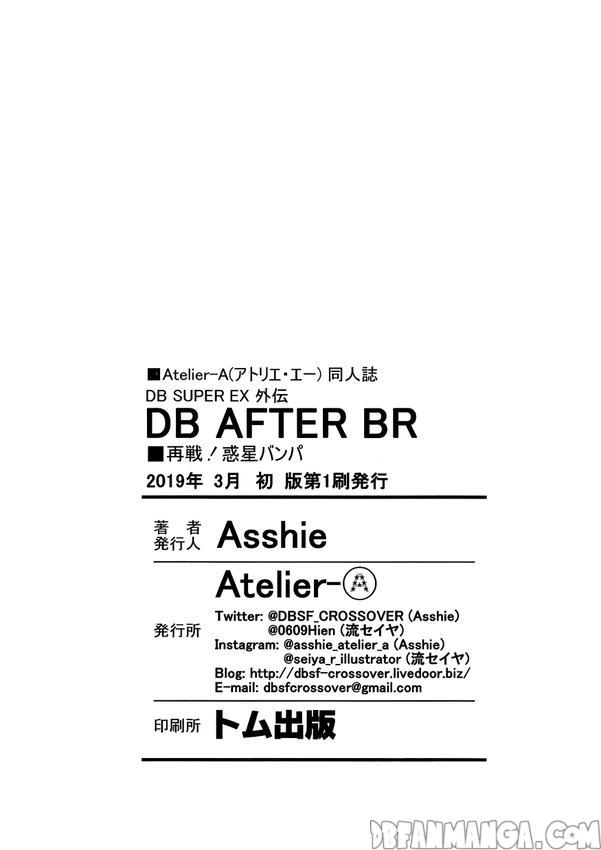 ■Atelier-A(アトリエ・エー) 同人誌
DB SUPER EX 外伝
DB AFTER BR
■再戦！惑星バンパ
2019年 3月 初 版第1刷発行
著 者
発行人
Asshie
Atelier-Ⓐ
発行所
Twitter: @DBSF_CROSSOVER (Asshie)
@0609Hien (流セイヤ)
Instagram: @asshie_atelier_a (Asshie)
@seiya_r_illustrator (流セイヤ)
Blog: http://dbsf-crossover.livedoor.biz/
E-mail: dbsfcrossover@gmail.com
印刷所 トム出版
DBFANMANGA.COM